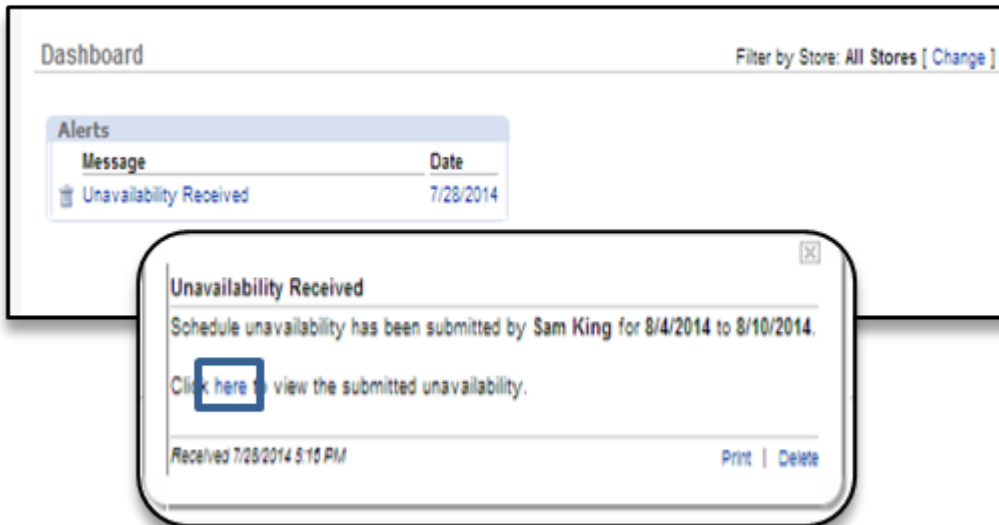 Dashboard
Filter by Store: All Stores [ Change ]
Alerts
Message Date
Unavailability Received 7/28/2014
Unavailability Received
Schedule unavailability has been submitted by Sam King for 8/4/2014 to 8/10/2014.
Click here to view the submitted unavailability.
Received 7/28/2014 5:16 PM
Print | Delete